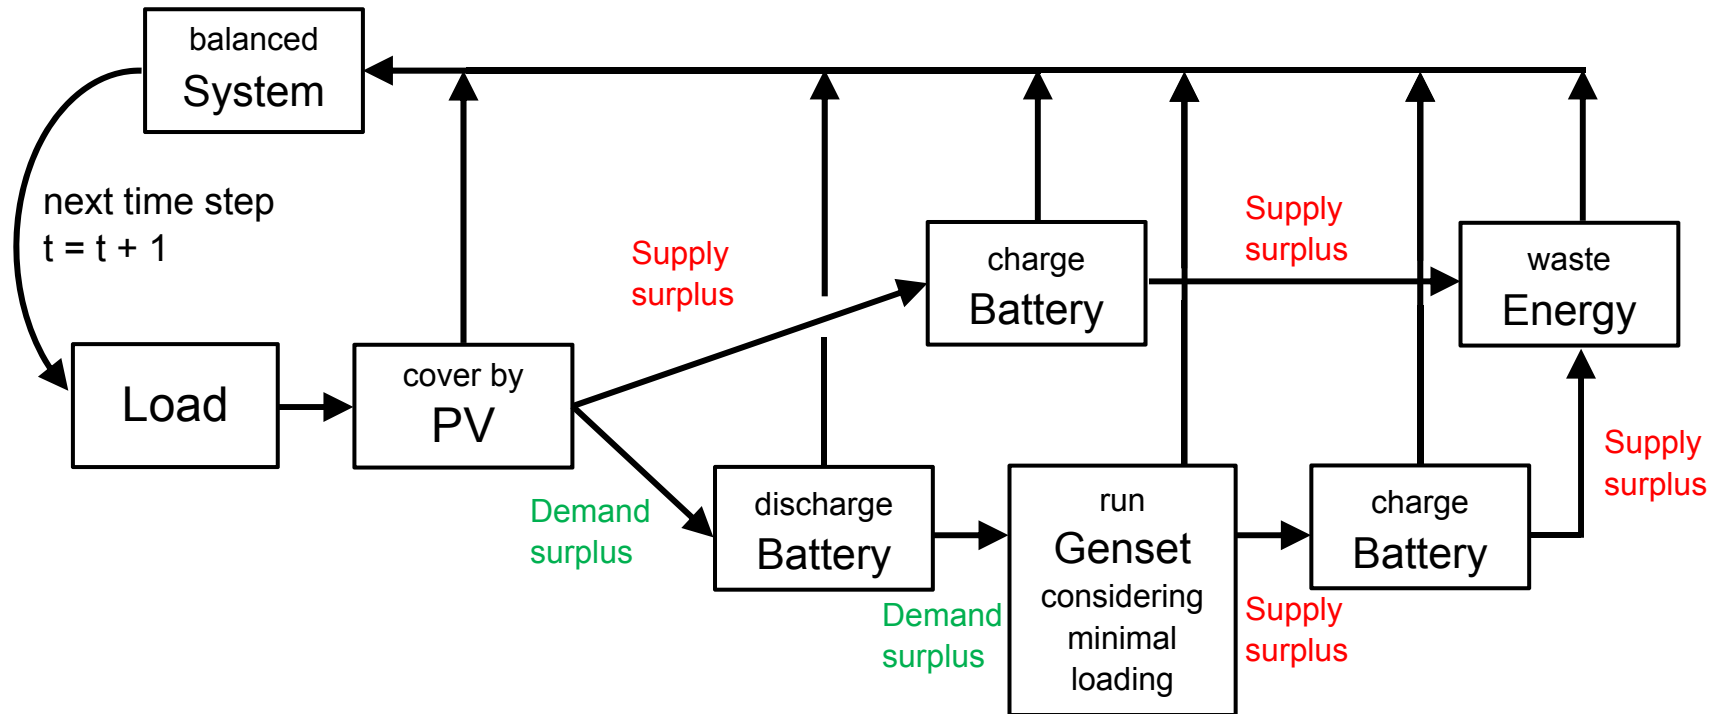 balanced
System
next time step
t = t + 1
Load
cover by
PV
Supply
surplus
charge
Battery
Supply
surplus
waste
Energy
Demand
surplus
discharge
Battery
Demand
surplus
run
Genset
considering
minimal
loading
Supply
surplus
charge
Battery
Supply
surplus